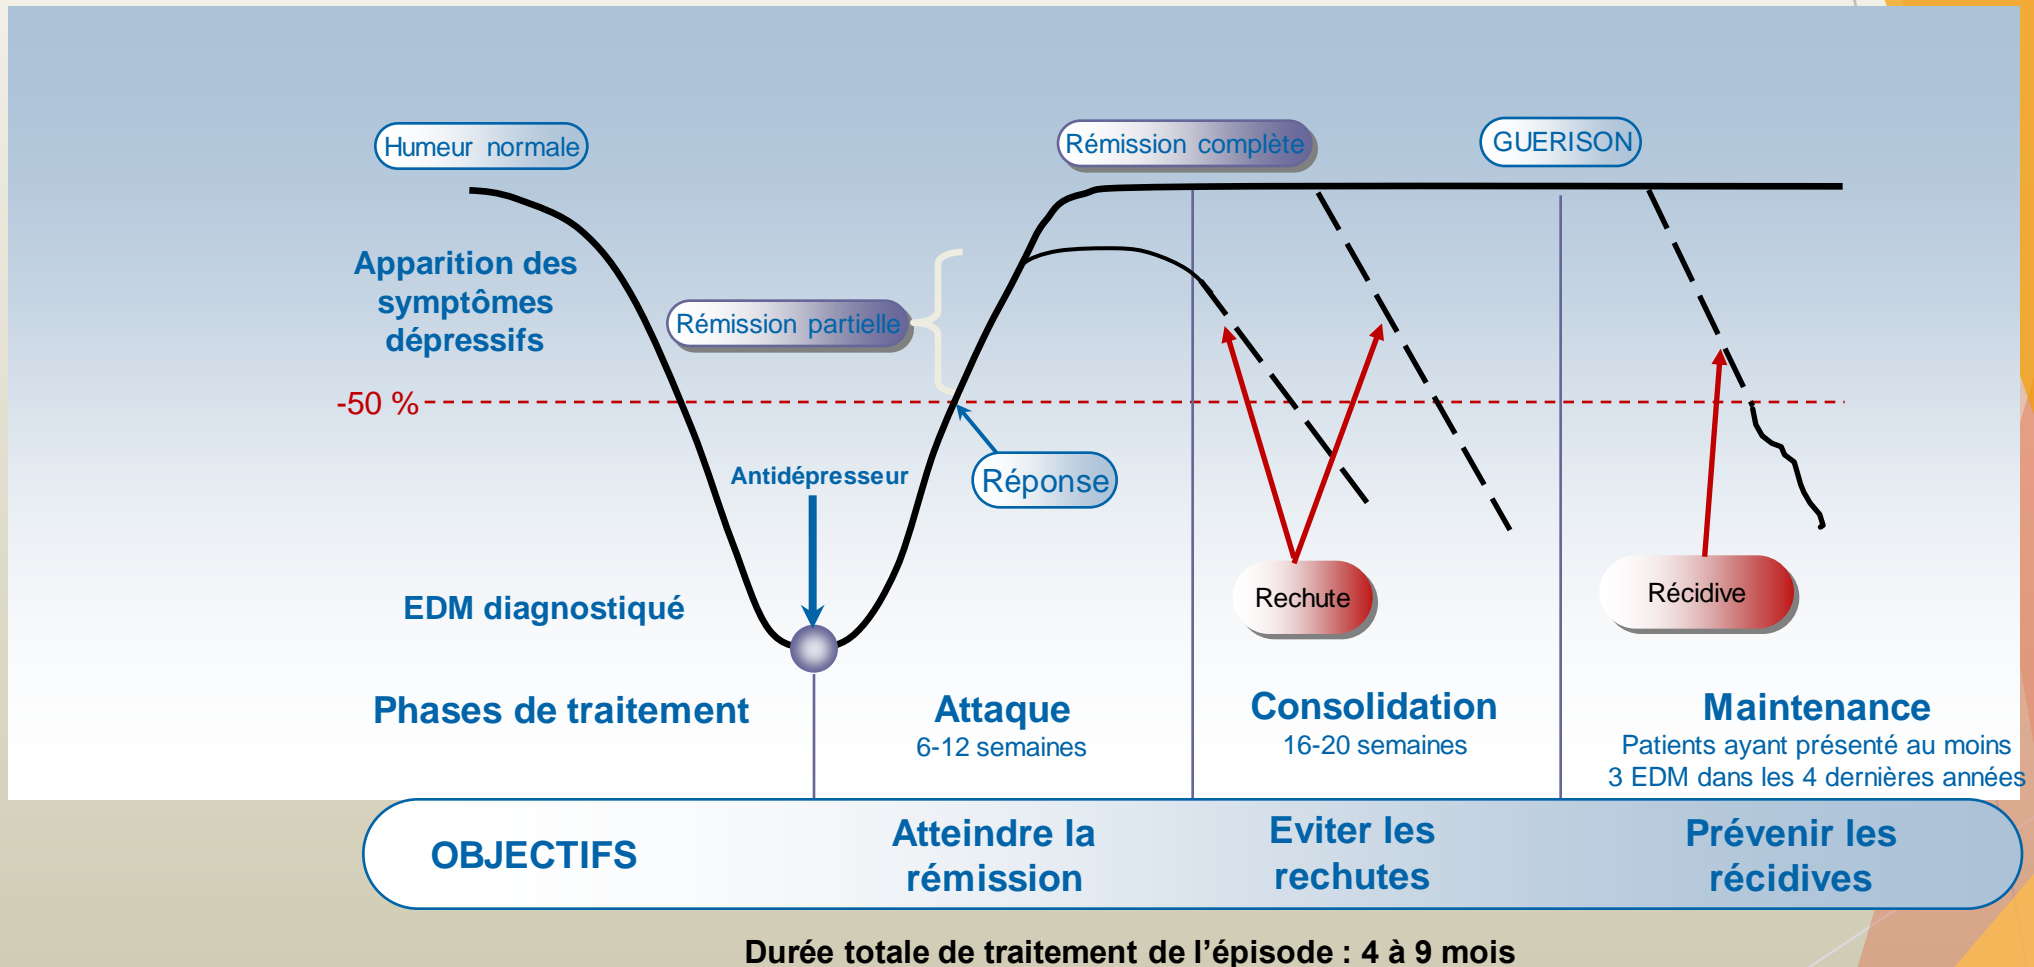 Humeur normale
Rémission complète
GUERISON
Apparition des
symptômes
dépressifs
Rémission partielle
-50 %
Antidépresseur
Réponse
EDM diagnostiqué
Rechute
Récidive
Phases de traitement
Attaque
6-12 semaines
Consolidation
16-20 semaines
Maintenance
Patients ayant présenté au moins
3 EDM dans les 4 dernières années
OBJECTIFS
Atteindre la
rémission
Eviter les
rechutes
Prévenir les
récidives
Durée totale de traitement de l’épisode : 4 à 9 mois